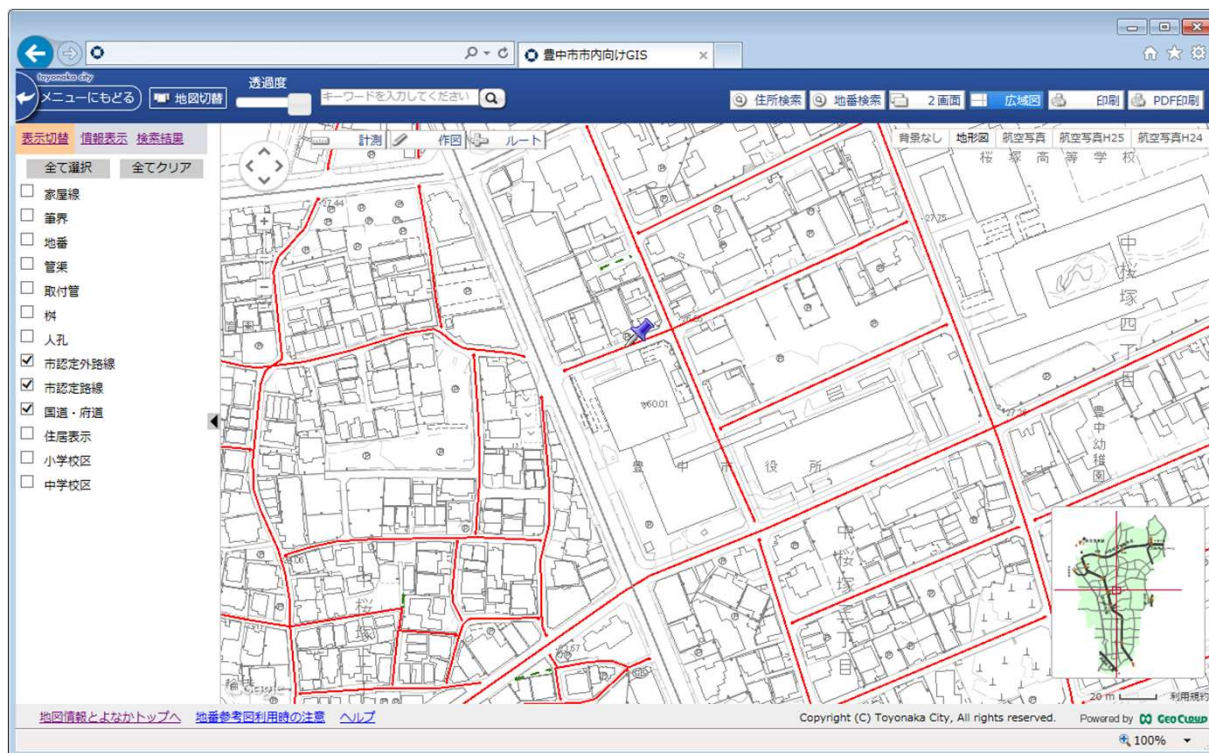 豊中市市内向けGIS
toyonaka city
メニューにもどる
地図切替
透過度
キーワードを入力してください
住所検索
地番検索
2画面
広域図
印刷
PDF印刷
表示切替 情報表示 検索結果
計測
作図
ルート
背景なし 地形図 航空写真 航空写真H25 航空写真H24
全て選択 全てクリア
家屋線
筆界
地番
管渠
取付管
桝
人孔
市認定外路線
市認定路線
国道・府道
住居表示
小学校区
中学校区
桜塚高等学校
27.44
27.25
中桜塚四丁目
60.01
豊中市役所
豊中幼稚園
20 m
利用規約
地図情報とよなかトップへ 地番参考図利用時の注意 ヘルプ
Copyright (C) Toyonaka City, All rights reserved.
Powered by GeoCloud
100%